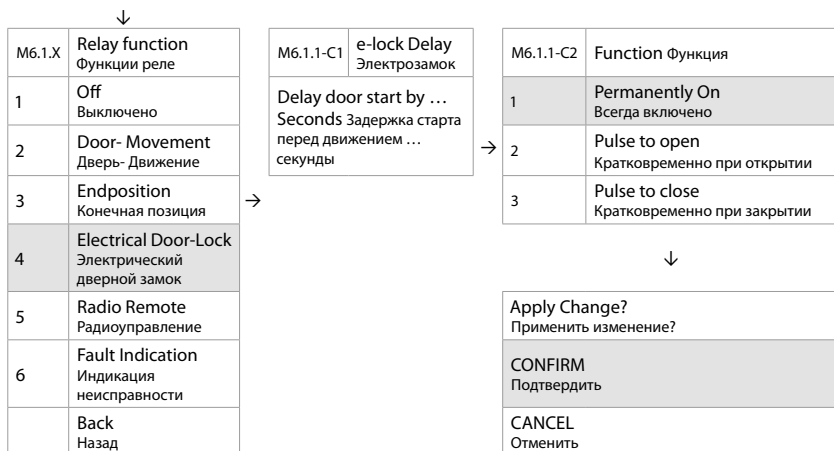 ↓
M6.1.X Relay function
Функции реле
1 Off
Выключено
2 Door- Movement
Дверь- Движение
3 Endposition
Конечная позиция
→
4 Electrical Door-Lock
Электрический
дверной замок
5 Radio Remote
Радиоуправление
6 Fault Indication
Индикация
неисправности
Back
Назад
M6.1.1-C1 e-lock Delay
Электрозамок
Delay door start by …
Seconds Задержка старта
перед движением …
секунды
→
M6.1.1-C2 Function Функция
1 Permanently On
Всегда включено
2 Pulse to open
Кратковременно при открытии
3 Pulse to close
Кратковременно при закрытии
↓
Apply Change?
Применить изменение?
CONFIRM
Подтвердить
CANCEL
Отменить